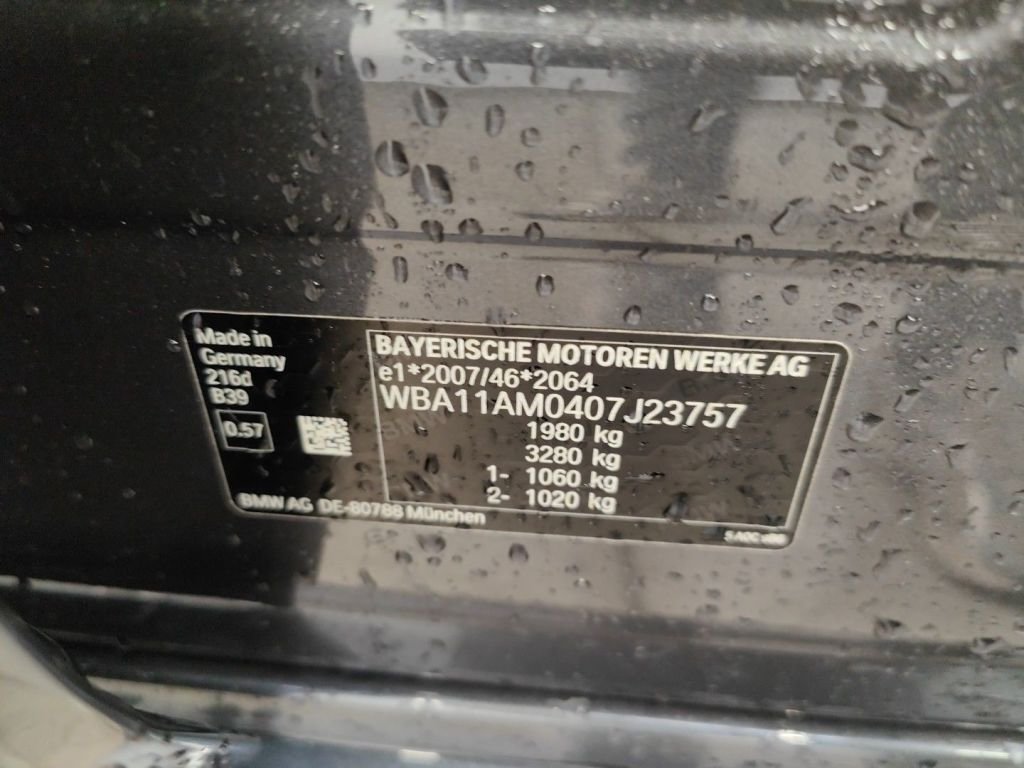 Made in
Germany
216d
B39
0.57
BAYERISCHE MOTOREN WERKE AG
e1*2007/46*2064
WBA11AM0407J23757
1980 kg
3280 kg
1- 1060 kg
2- 1020 kg
BMW AG DE-80788 München